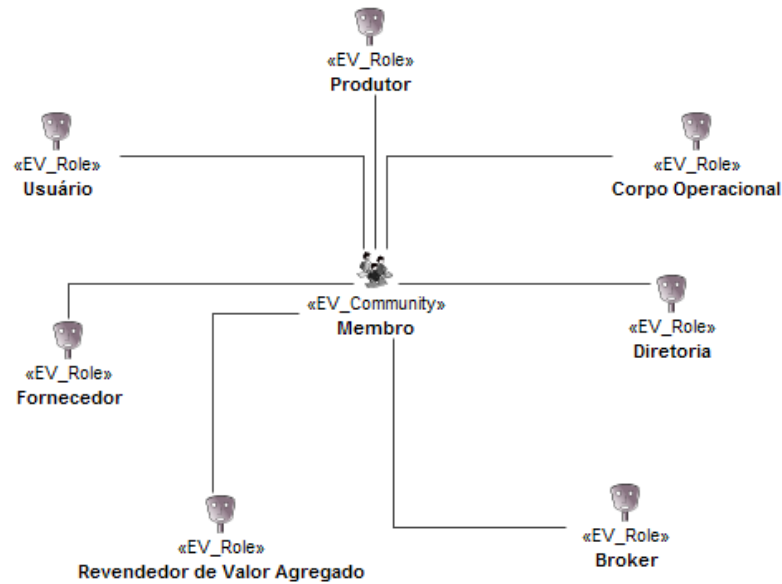 «EV_Role»
Produtor
«EV_Role»
Usuário
«EV_Role»
Corpo Operacional
«EV_Community»
Membro
«EV_Role»
Diretoria
«EV_Role»
Fornecedor
«EV_Role»
Revendedor de Valor Agregado
«EV_Role»
Broker